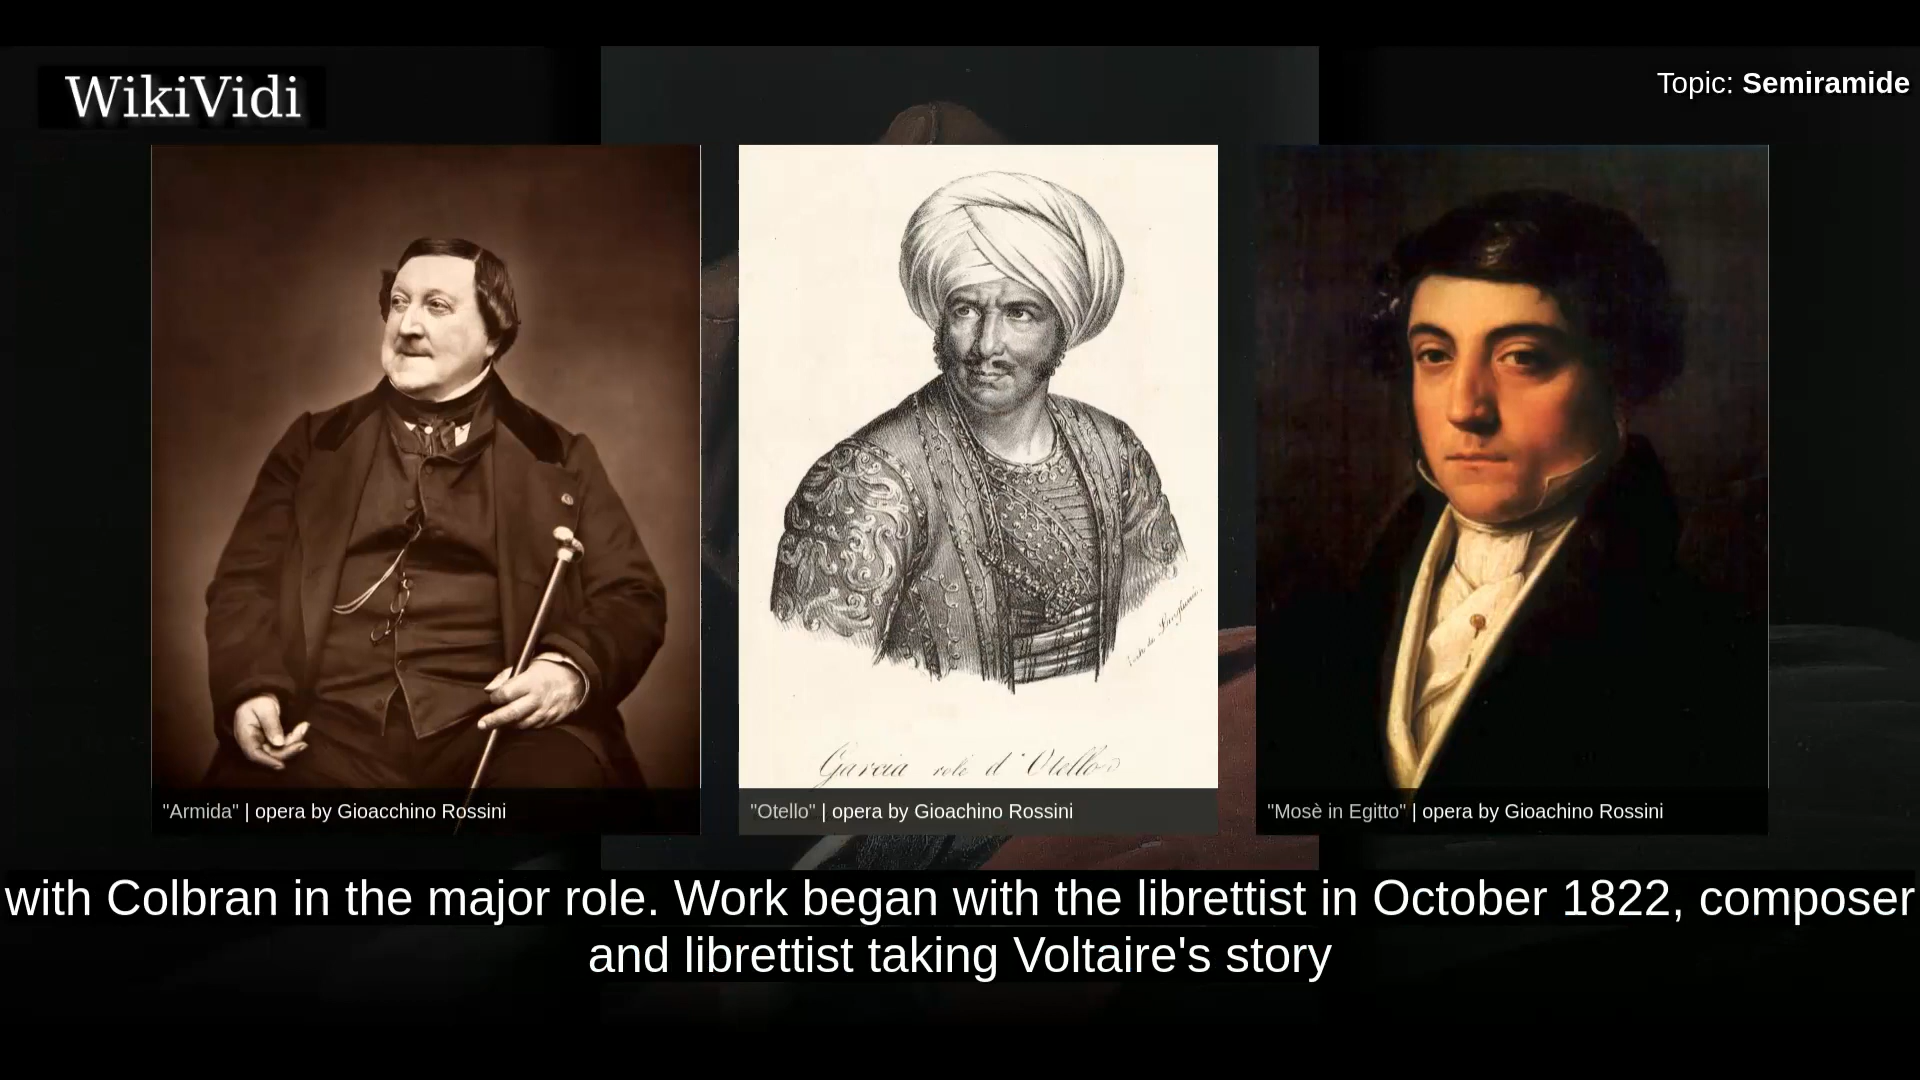 WikiVidi
Topic: Semiramide
Garcia role d'Otello
"Armida" | opera by Gioacchino Rossini
"Otello" | opera by Gioachino Rossini
"Mosè in Egitto" | opera by Gioachino Rossini
with Colbran in the major role. Work began with the librettist in October 1822, composer
and librettist taking Voltaire's story